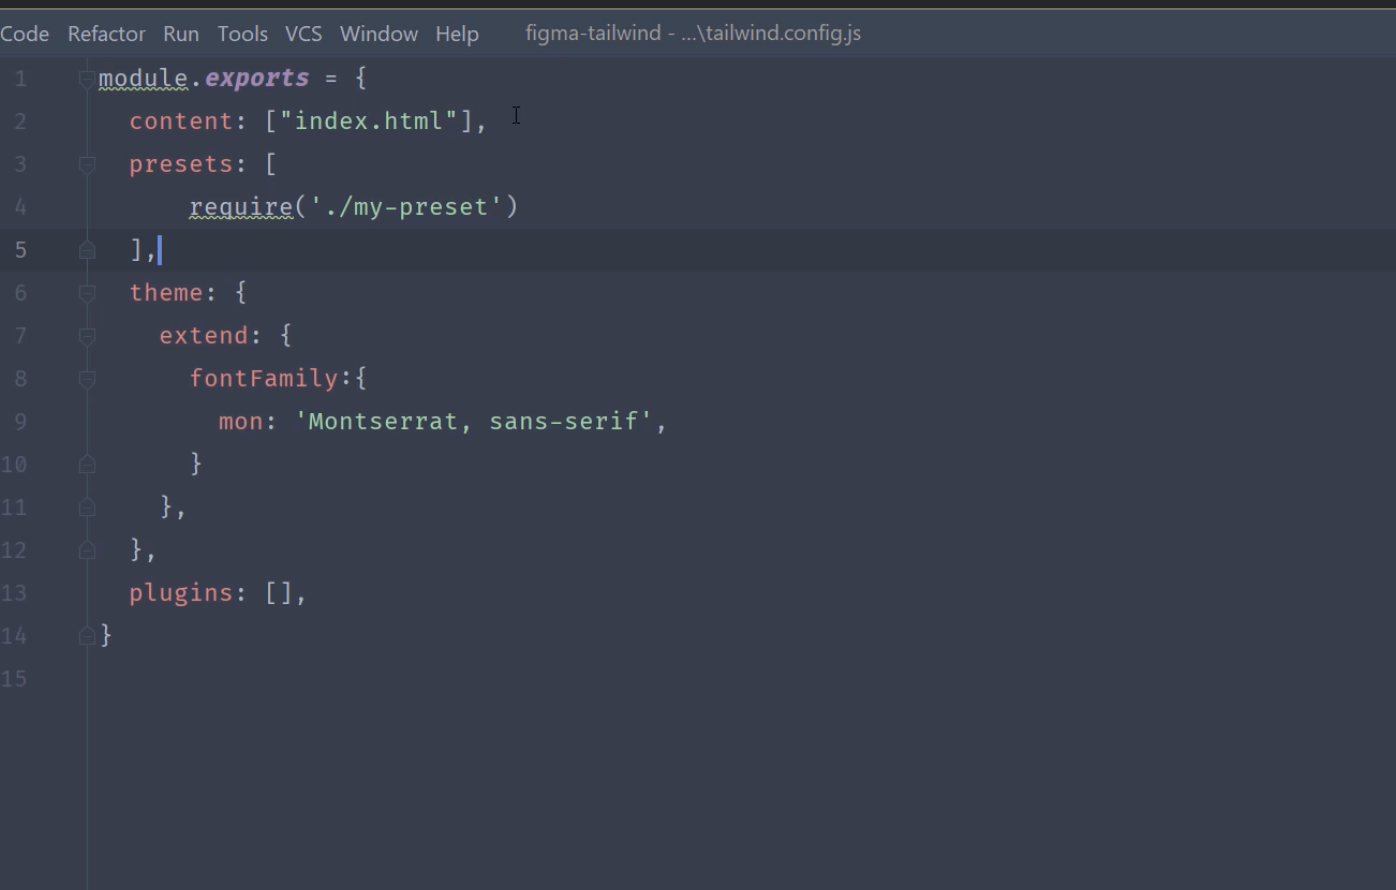 Code Refactor Run Tools VCS Window Help figma-tailwind - ...\tailwind.config.js
1 module.exports = {
2   content: ["index.html"],
3   presets: [
4       require('./my-preset')
5   ],
6   theme: {
7     extend: {
8       fontFamily:{
9         mon: 'Montserrat, sans-serif',
10       }
11     },
12   },
13   plugins: [],
14 }
15